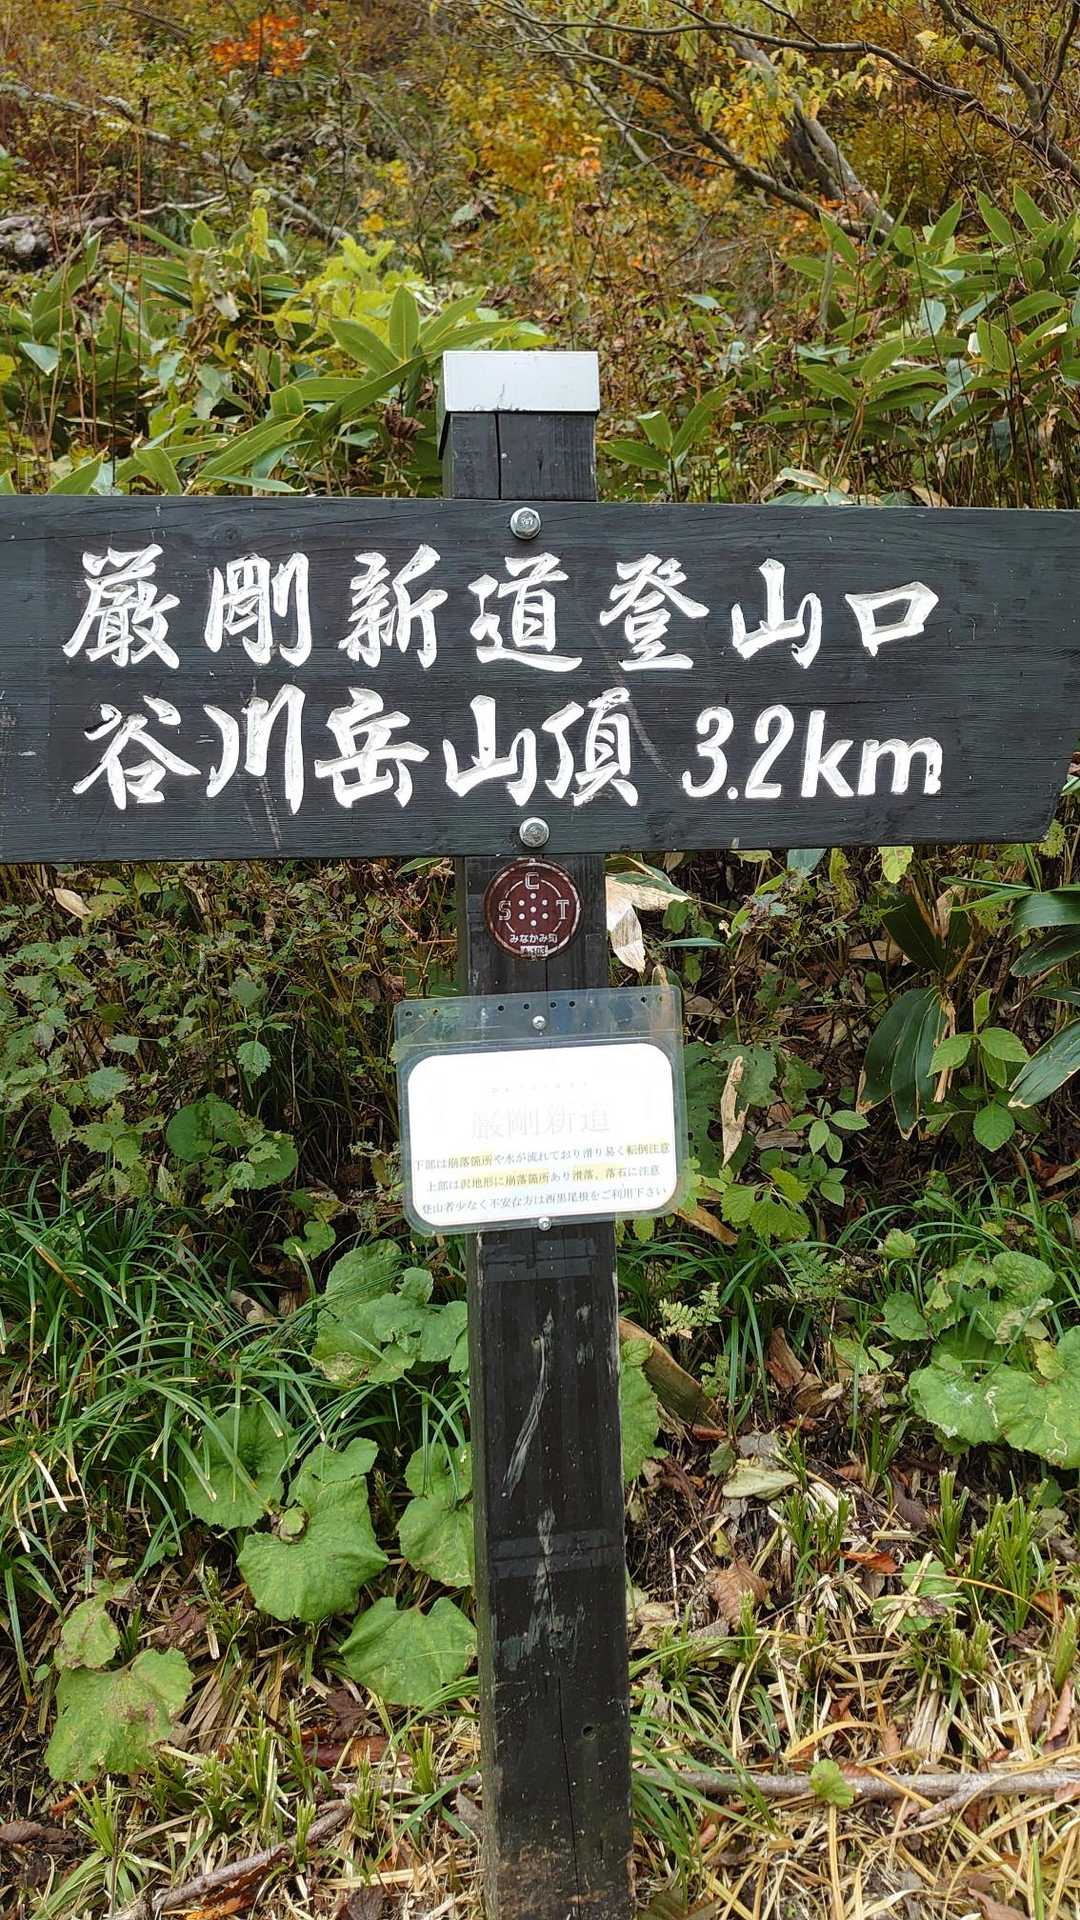 厳剛新道登山口
谷川岳山頂 3.2km
C
S T
みなかみ町
A-103
厳剛新道
下部は崩落箇所や水が流れており滑り易く転倒注意
上部は沢地形に崩落箇所あり滑落、落石に注意
登山者少なく不安な方は西黒尾根をご利用下さい